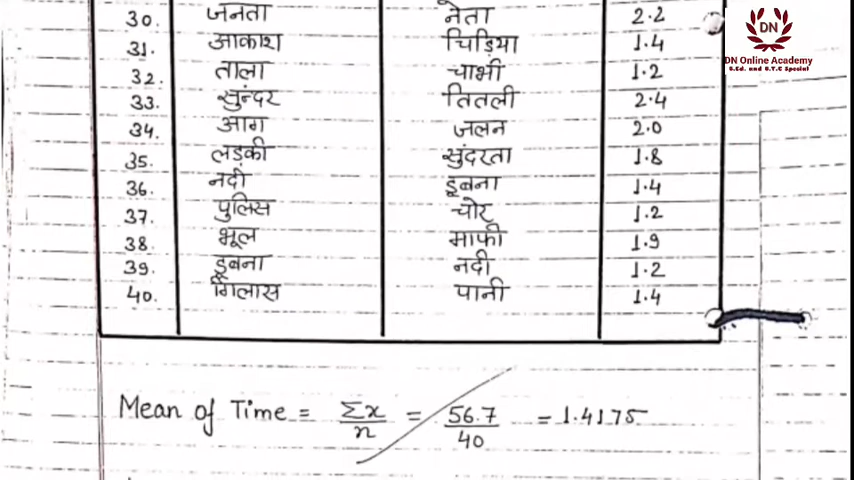 30. जनता नेता 2.2
31. आकाश चिड़िया 1.4
32. ताला चाभी 1.2
33. सुन्दर तितली 2.4
34. आग जलन 2.0
35. लड़की सुंदरता 1.8
36. नदी डूबना 1.4
37. पुलिस चोर 1.2
38. भूल माफी 1.9
39. डूबना नदी 1.2
40. गिलास पानी 1.4
Mean of Time = Σx/n = 56.7/40 = 1.4175
DN
DN Online Academy
B.Ed. and B.T.C Special